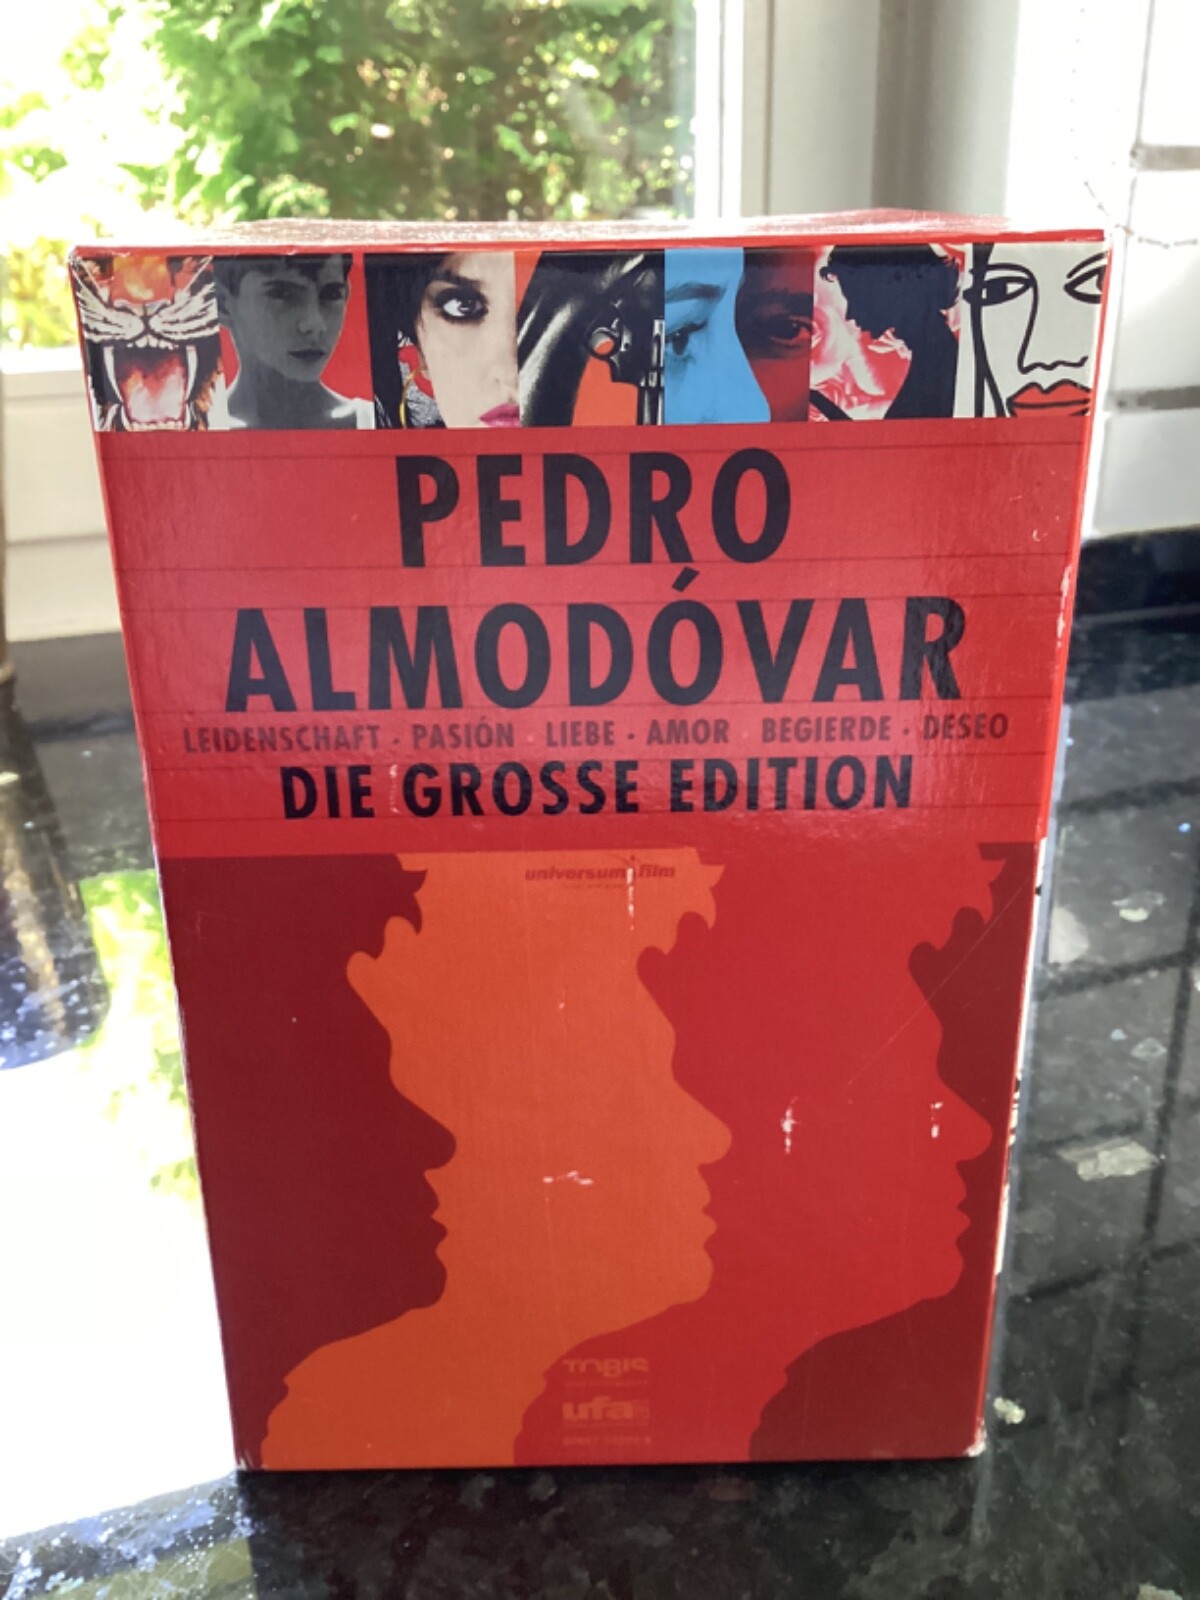 PEDRO
ALMODÓVAR
LEIDENSCHAFT · PASIÓN · LIEBE · AMOR · BEGIERDE · DESEO
DIE GROSSE EDITION
universum film
TOBIS
ufa